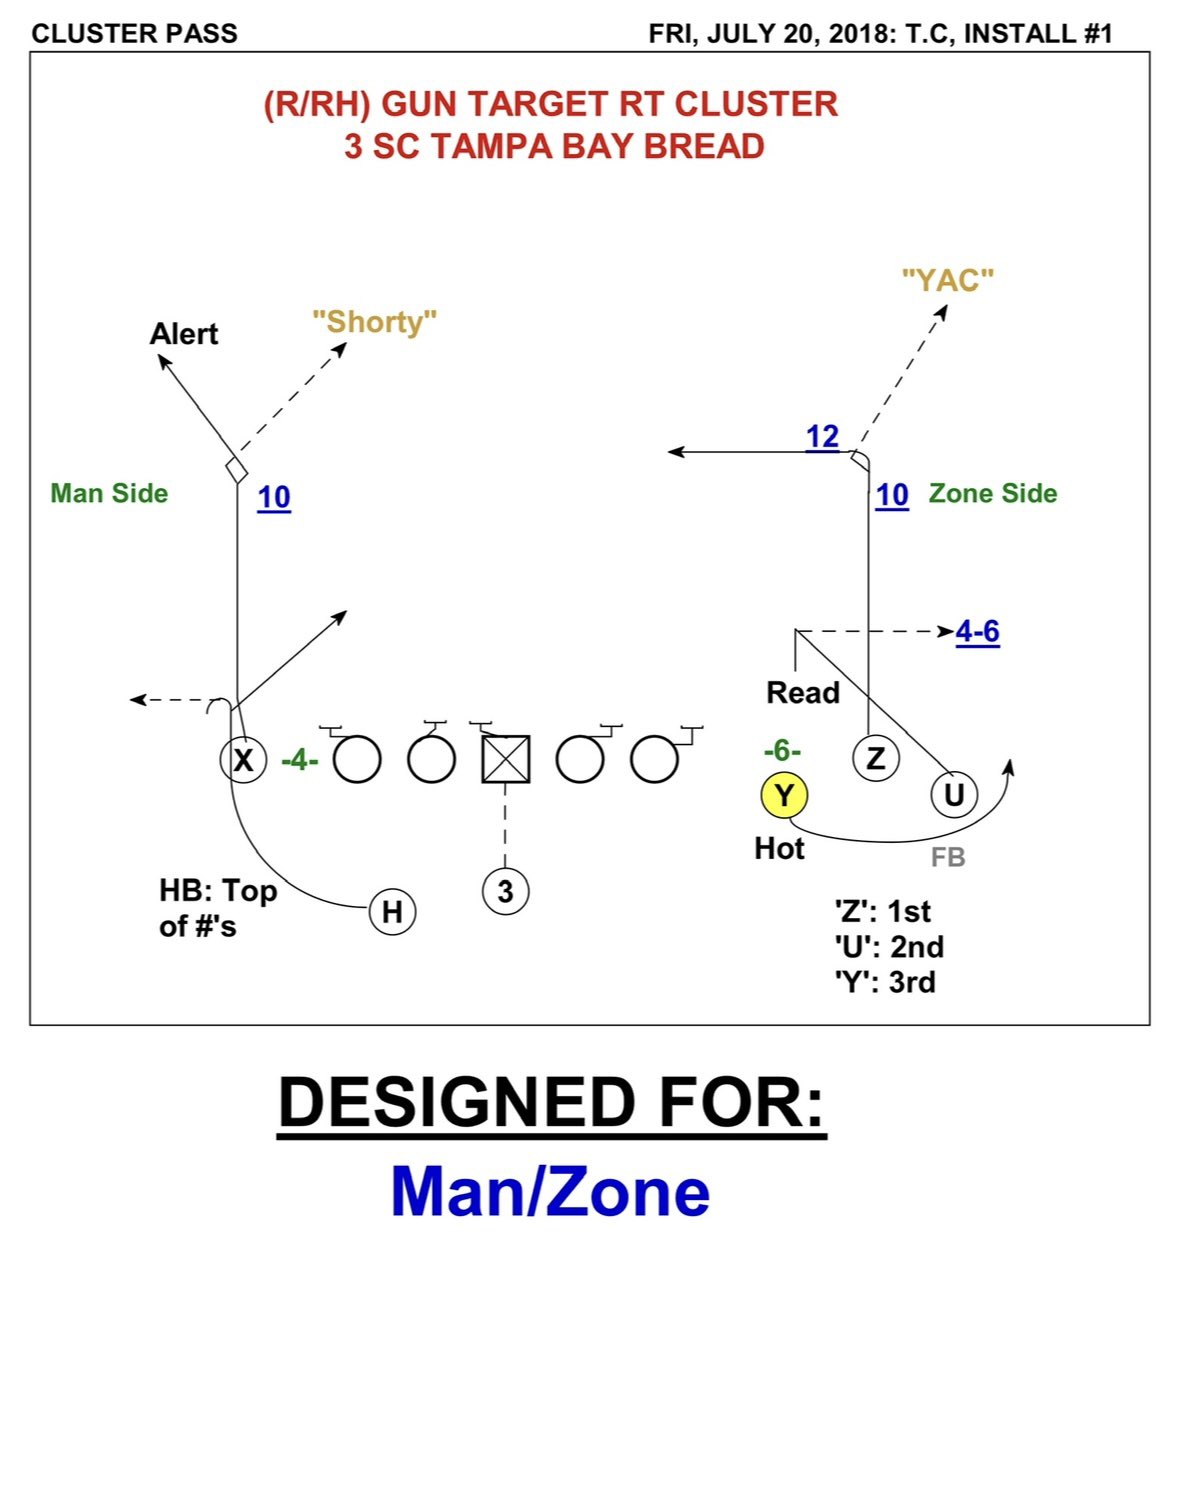 CLUSTER PASS
FRI, JULY 20, 2018: T.C, INSTALL #1
(R/RH) GUN TARGET RT CLUSTER
3 SC TAMPA BAY BREAD
"YAC"
"Shorty"
Alert
12
Man Side
10
10
Zone Side
4-6
Read
X
-4-
-6-
Z
Y
U
Hot
FB
HB: Top
of #'s
H
3
'Z': 1st
'U': 2nd
'Y': 3rd
DESIGNED FOR:
Man/Zone